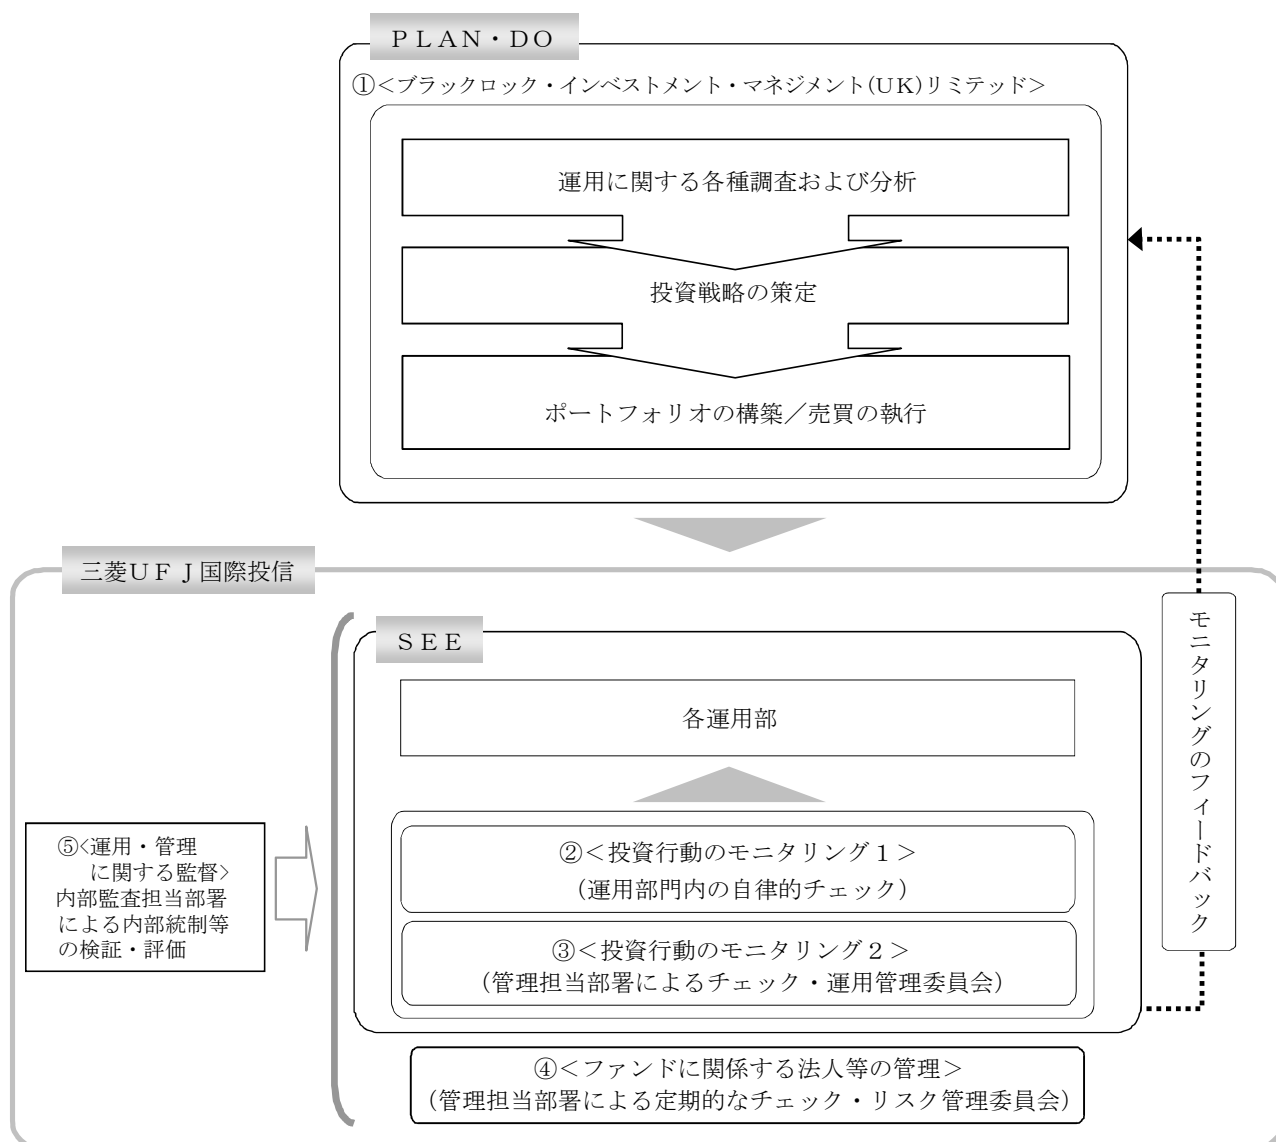 ＰＬＡＮ・ＤＯ
①＜ブラックロック・インベストメント・マネジメント(ＵＫ)リミテッド＞
運用に関する各種調査および分析
投資戦略の策定
ポートフォリオの構築／売買の執行
三菱ＵＦＪ国際投信
ＳＥＥ
各運用部
②＜投資行動のモニタリング１＞
（運用部門内の自律的チェック）
③＜投資行動のモニタリング２＞
（管理担当部署によるチェック・運用管理委員会）
④＜ファンドに関係する法人等の管理＞
（管理担当部署による定期的なチェック・リスク管理委員会）
⑤<運用・管理
に関する監督>
内部監査担当部署
による内部統制等
の検証・評価
モニタリングのフィードバック